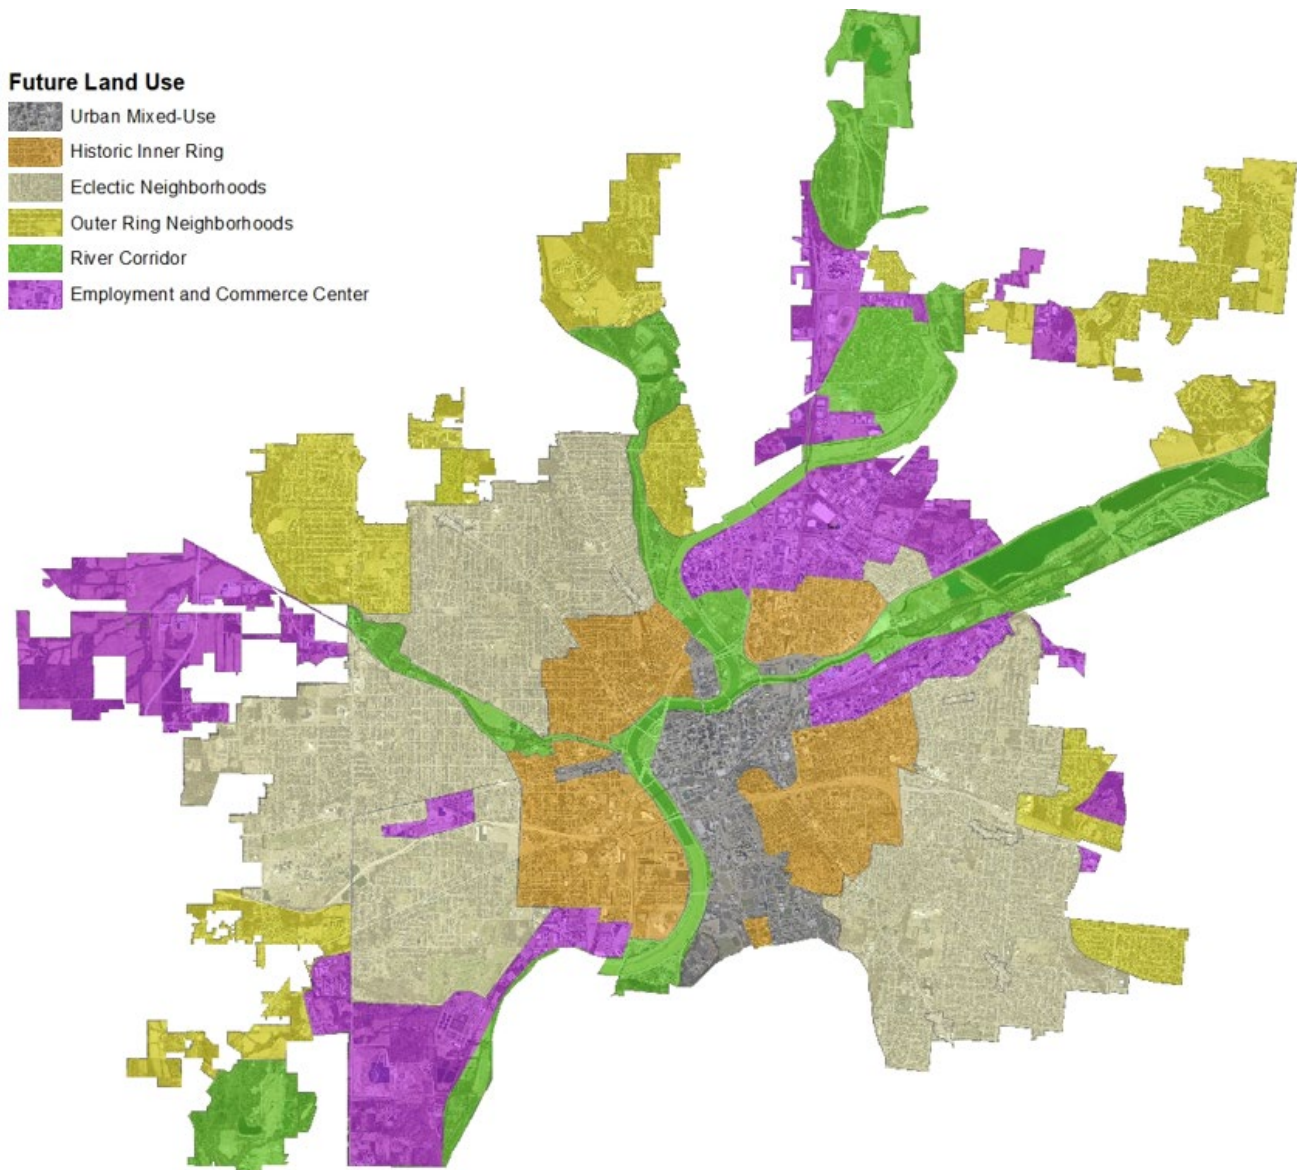 Future Land Use
Urban Mixed-Use
Historic Inner Ring
Eclectic Neighborhoods
Outer Ring Neighborhoods
River Corridor
Employment and Commerce Center